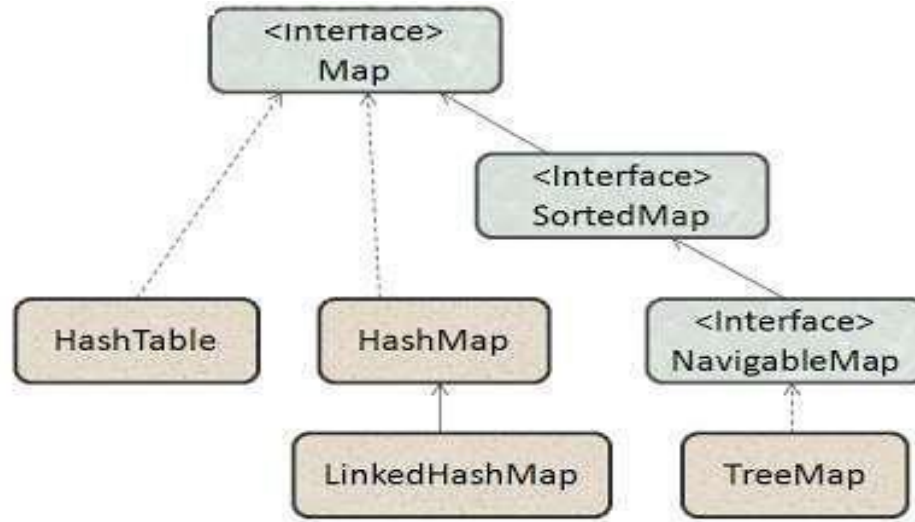 <Interface>
Map
<Interface>
SortedMap
HashTable
HashMap
<Interface>
NavigableMap
LinkedHashMap
TreeMap